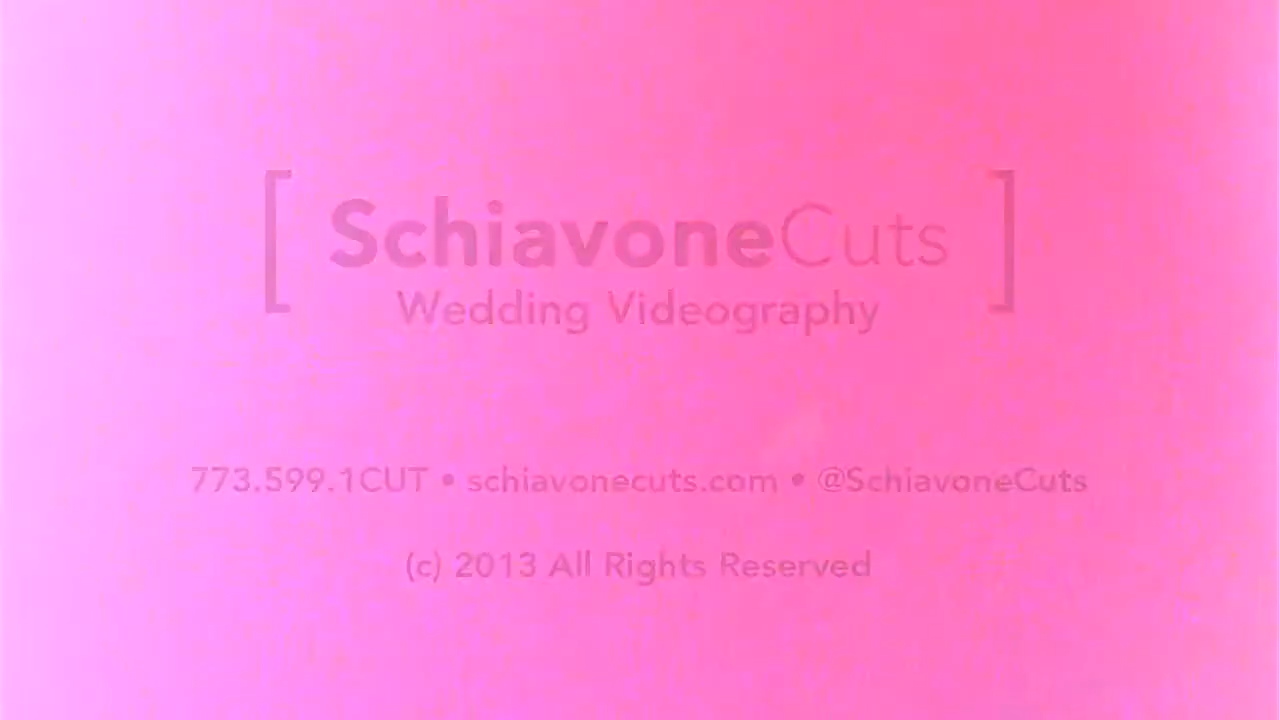 [ SchiavoneCuts ]
Wedding Videography
773.599.1CUT • schiavonecuts.com • @SchiavoneCuts
(c) 2013 All Rights Reserved